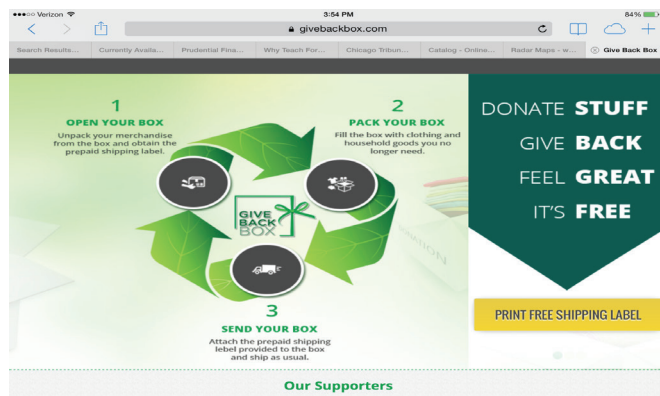 Verizon 3:54 PM 84%
givebackbox.com
Search Results... Currently Availa... Prudential Fina... Why Teach For... Chicago Tribun... Catalog - Online... Radar Maps - w... Give Back Box
1
OPEN YOUR BOX
Unpack your merchandise
from the box and obtain the
prepaid shipping label.
2
PACK YOUR BOX
Fill the box with clothing and
household goods you no
longer need.
GIVE
BACK
BOX
3
SEND YOUR BOX
Attach the prepaid shipping
lebel provided to the box
and ship as usual.
DONATE STUFF
GIVE BACK
FEEL GREAT
IT'S FREE
PRINT FREE SHIPPING LABEL
Our Supporters